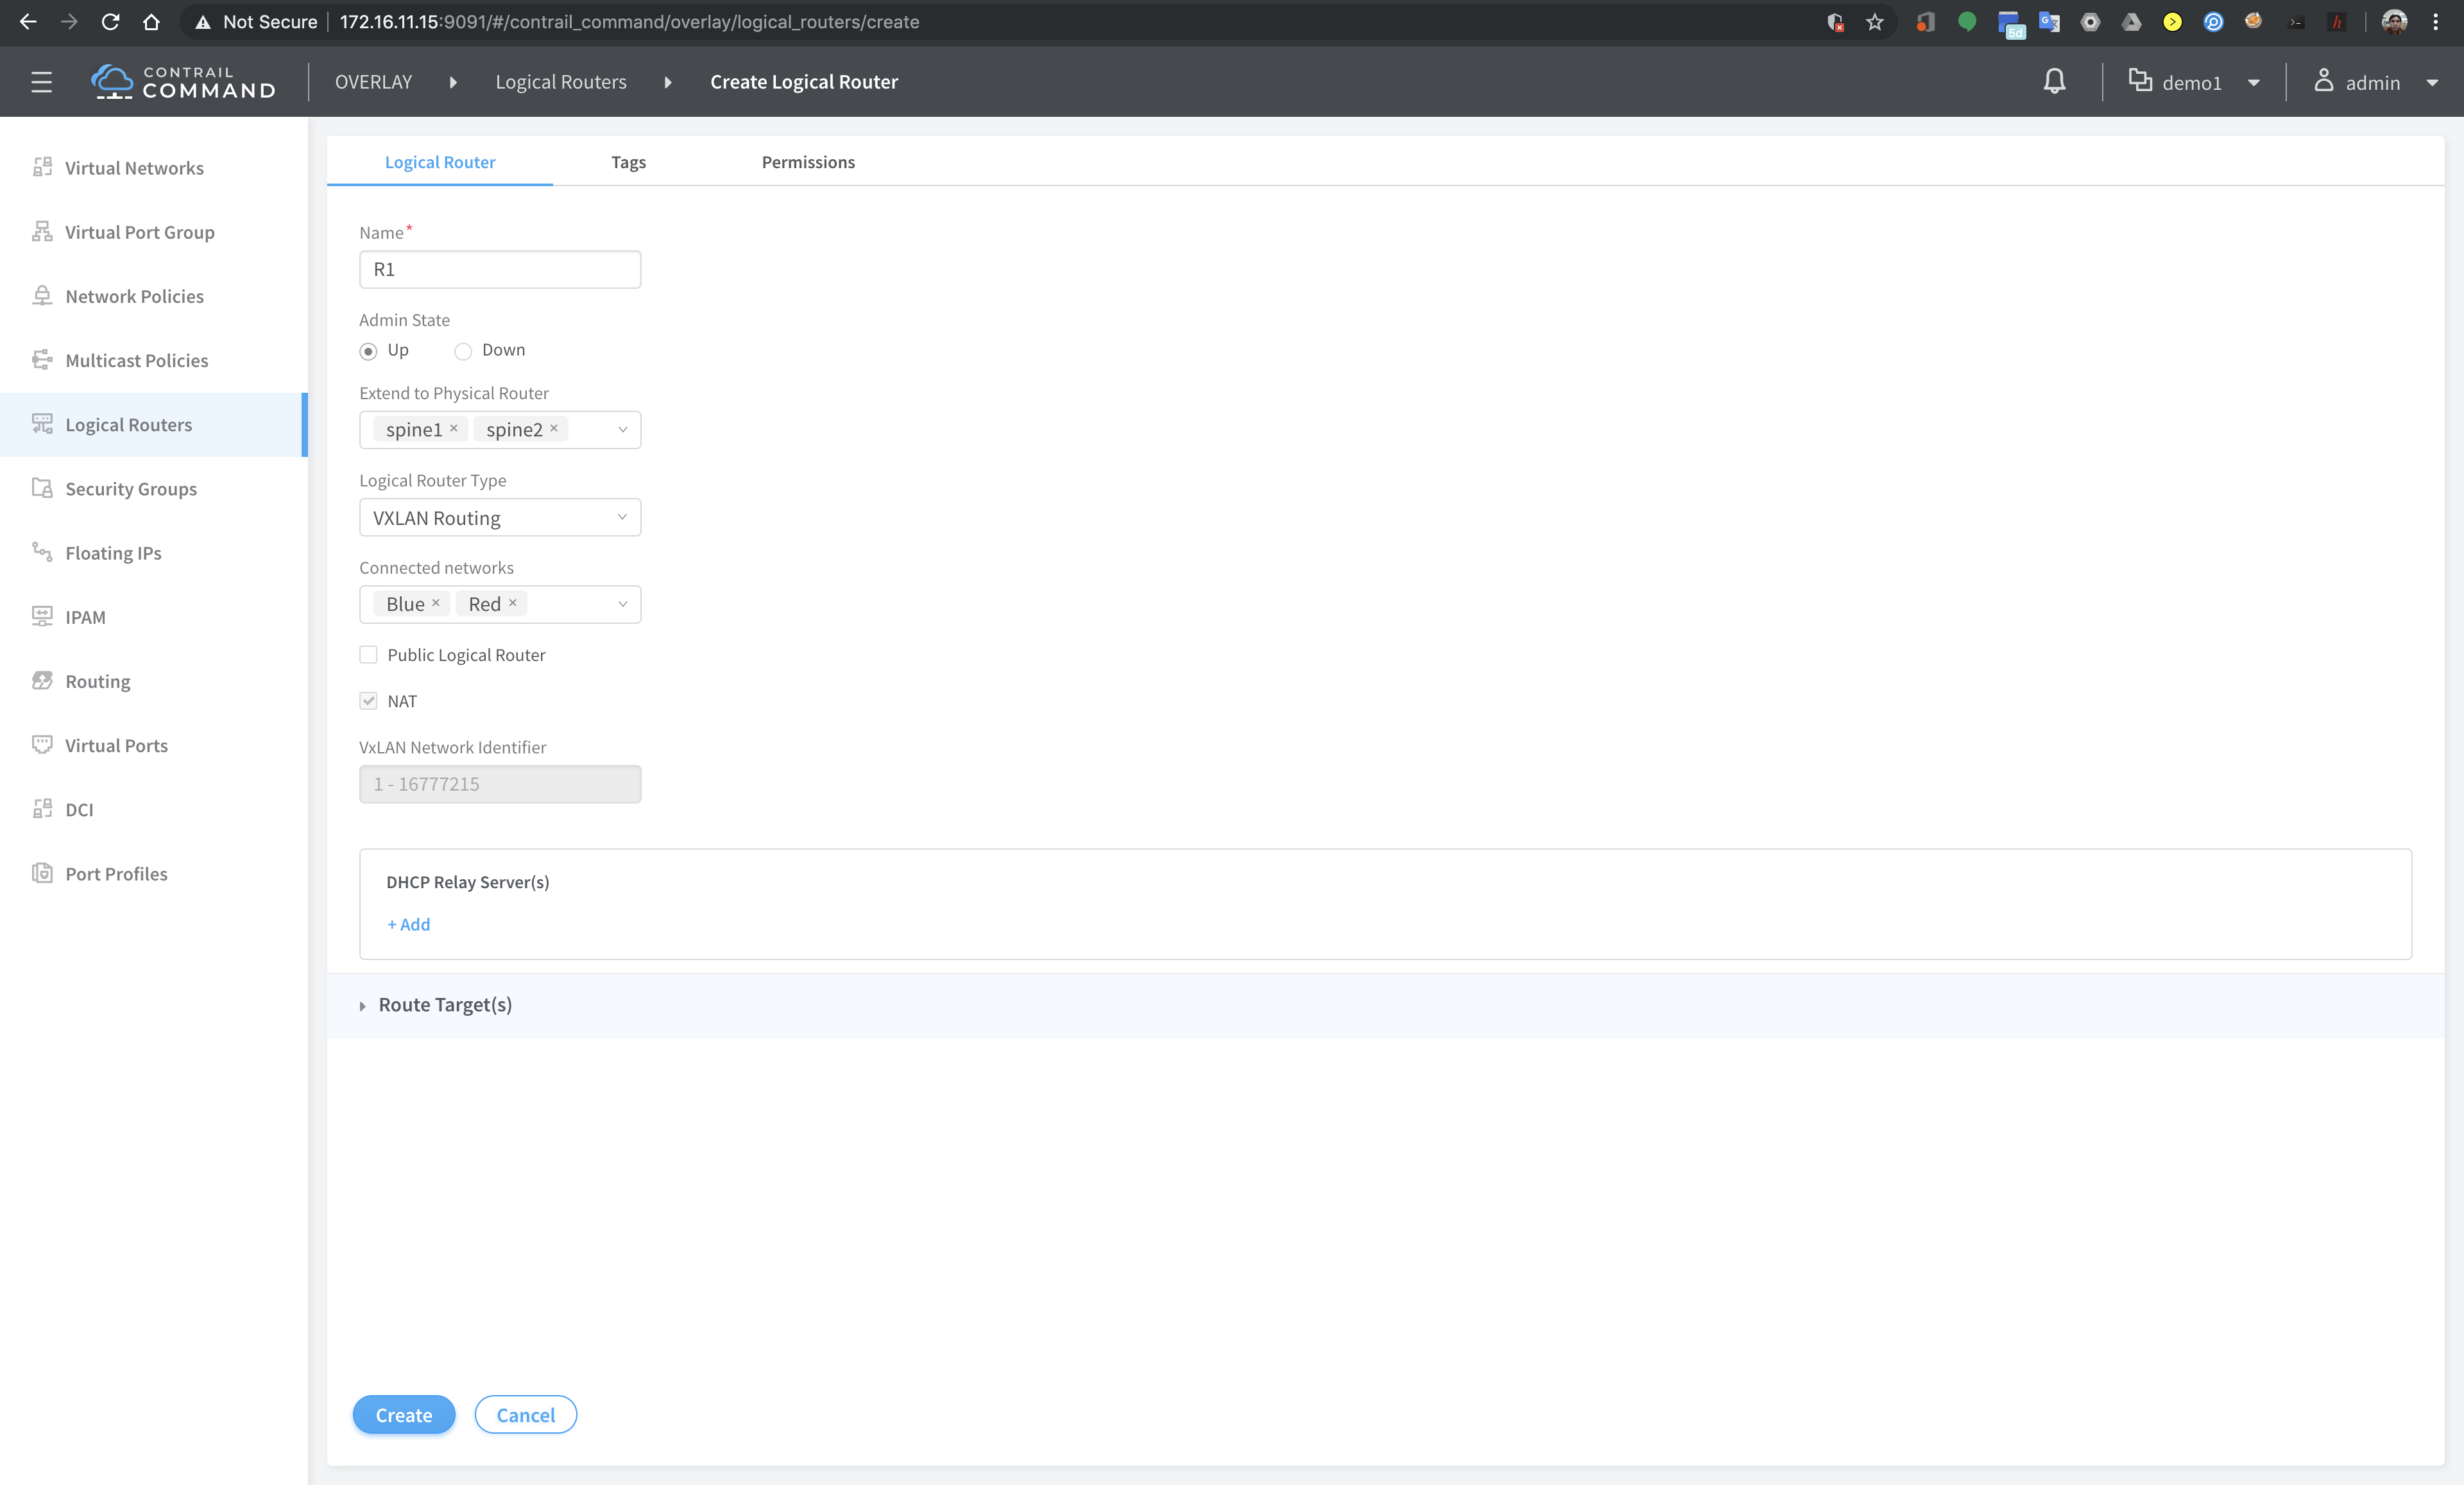 Not Secure | 172.16.11.15:9091/#/contrail_command/overlay/logical_routers/create
6d
CONTRAIL
COMMAND
OVERLAY
Logical Routers
Create Logical Router
demo1
admin
Virtual Networks
Virtual Port Group
Network Policies
Multicast Policies
Logical Routers
Security Groups
Floating IPs
IPAM
Routing
Virtual Ports
DCI
Port Profiles
Logical Router
Tags
Permissions
Name*
R1
Admin State
Up
Down
Extend to Physical Router
spine1 ×
spine2 ×
Logical Router Type
VXLAN Routing
Connected networks
Blue ×
Red ×
Public Logical Router
NAT
VxLAN Network Identifier
1 - 16777215
DHCP Relay Server(s)
+ Add
Route Target(s)
Create
Cancel